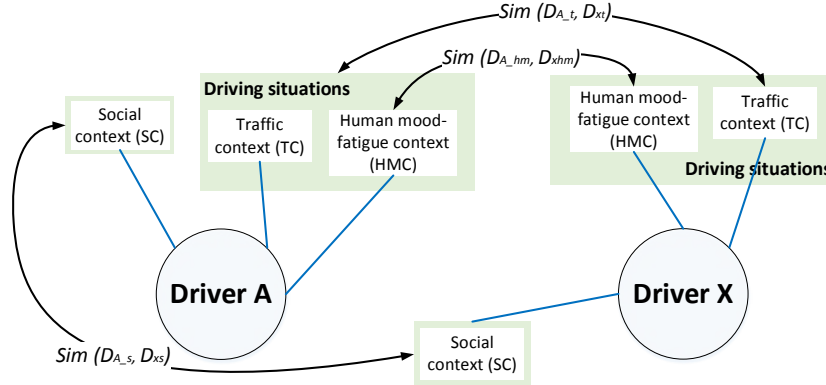 Sim (DA_t, Dxt)
Sim (DA_hm, Dxhm)
Driving situations
Social
context (SC)
Traffic
context (TC)
Human mood-
fatigue context
(HMC)
Human mood-
fatigue context
(HMC)
Traffic
context (TC)
Driving situations
Driver A
Driver X
Sim (DA_s, Dxs)
Social
context (SC)